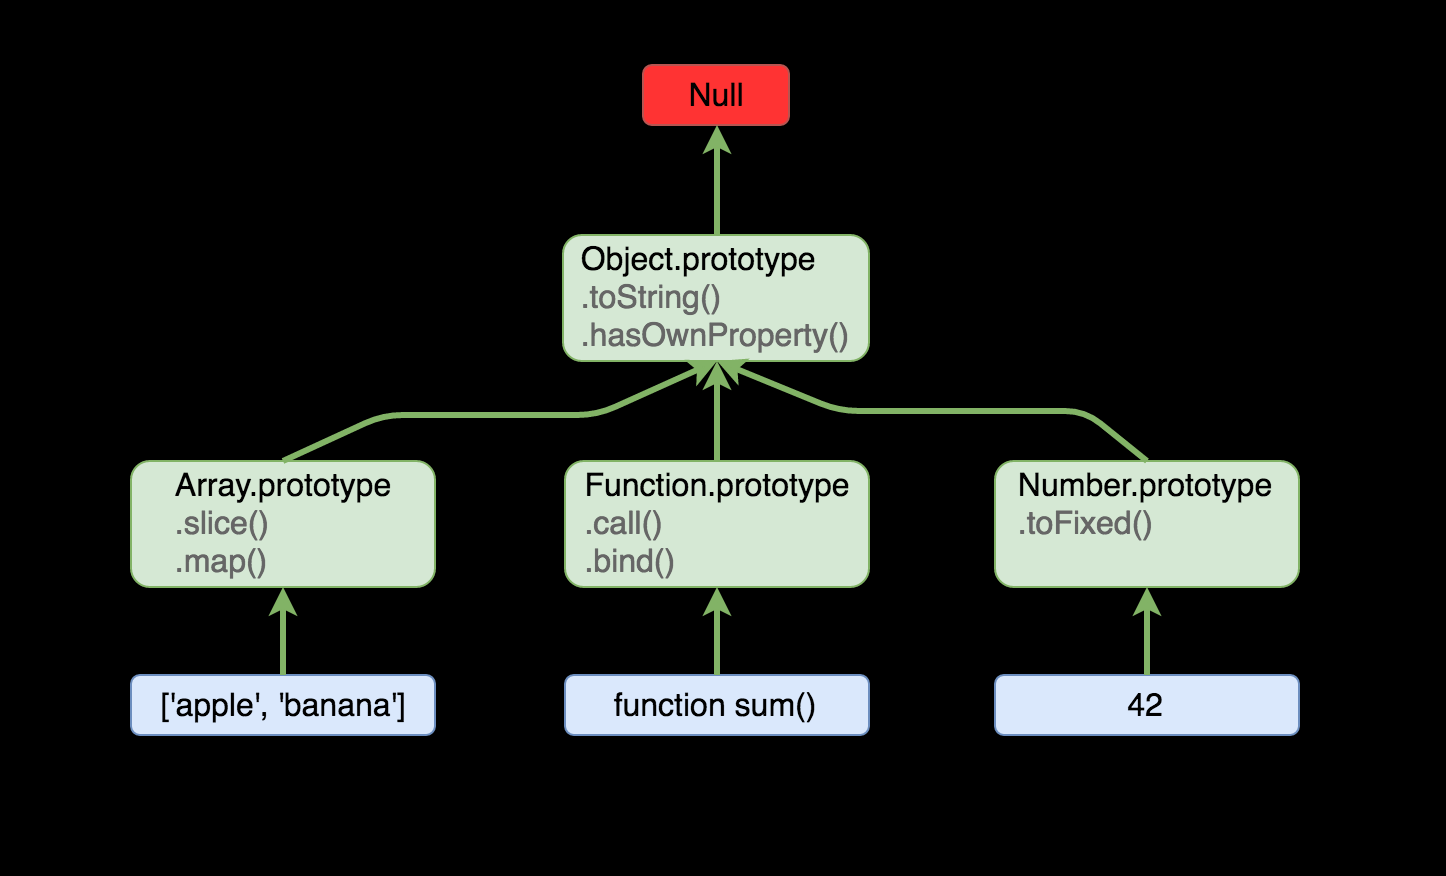 Null
Object.prototype
.toString()
.hasOwnProperty()
Array.prototype
.slice()
.map()
Function.prototype
.call()
.bind()
Number.prototype
.toFixed()
['apple', 'banana']
function sum()
42